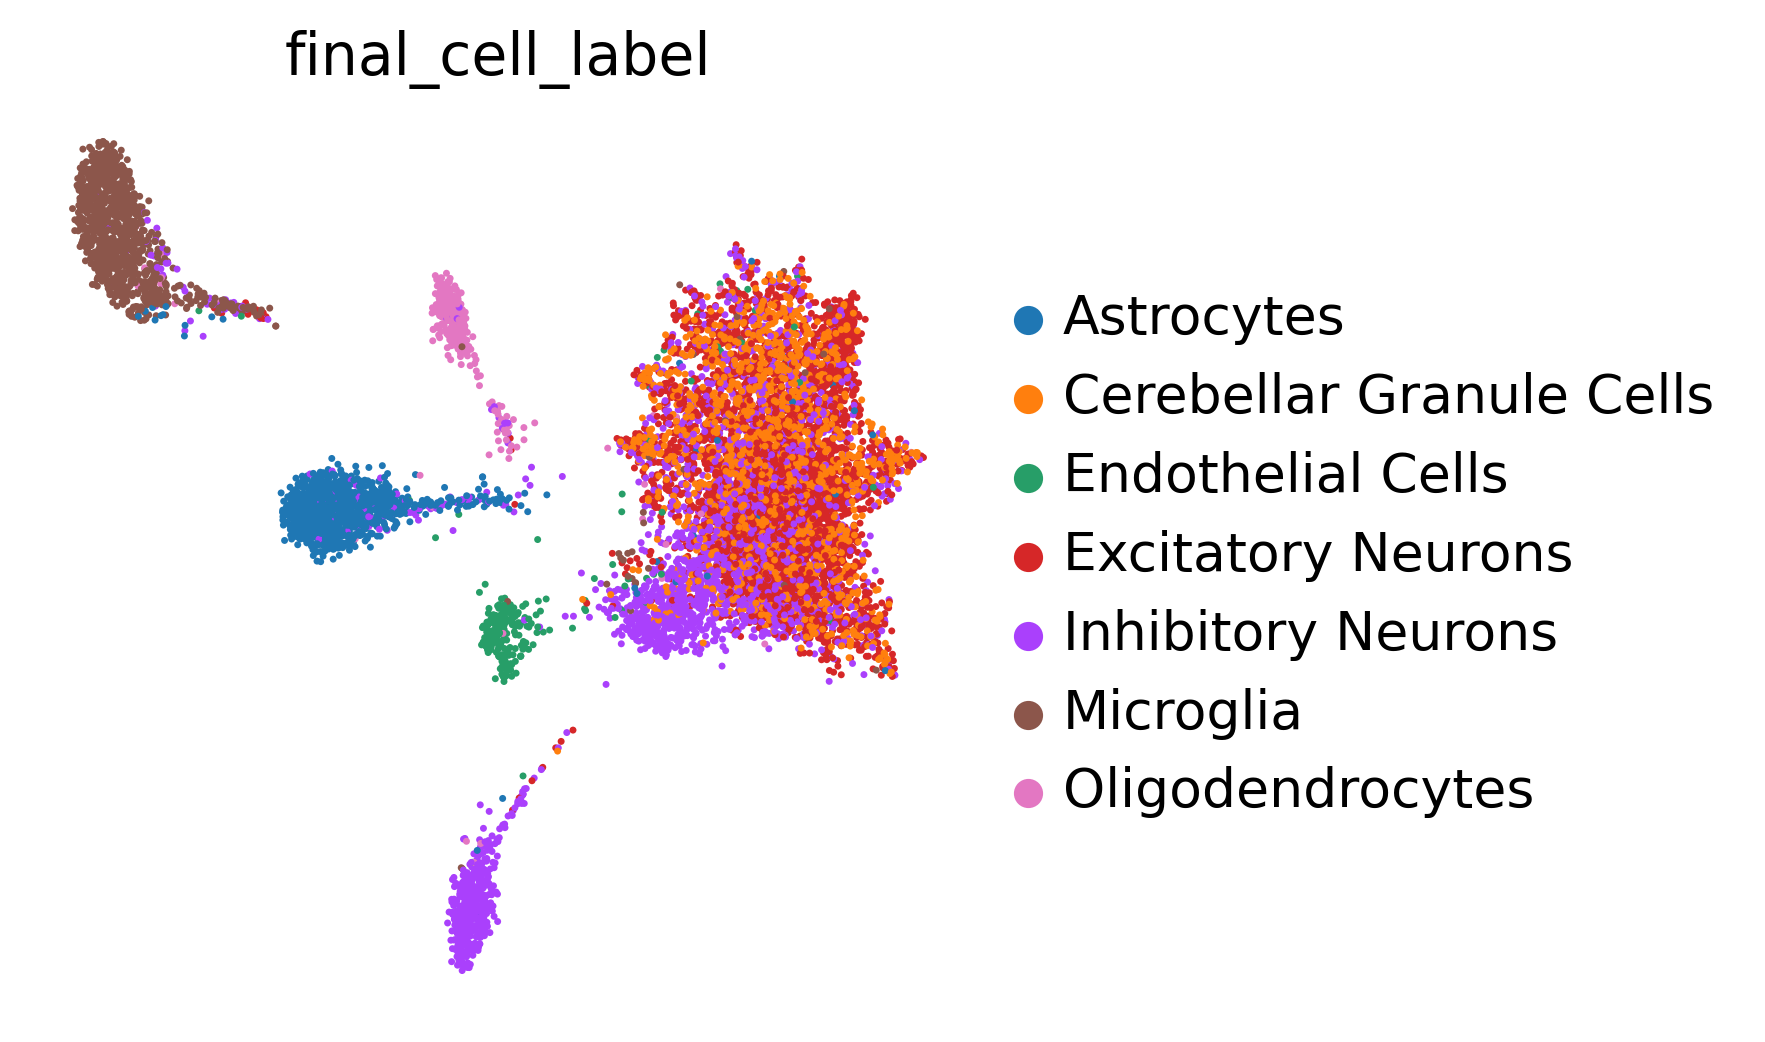 final_cell_label
Astrocytes
Cerebellar Granule Cells
Endothelial Cells
Excitatory Neurons
Inhibitory Neurons
Microglia
Oligodendrocytes